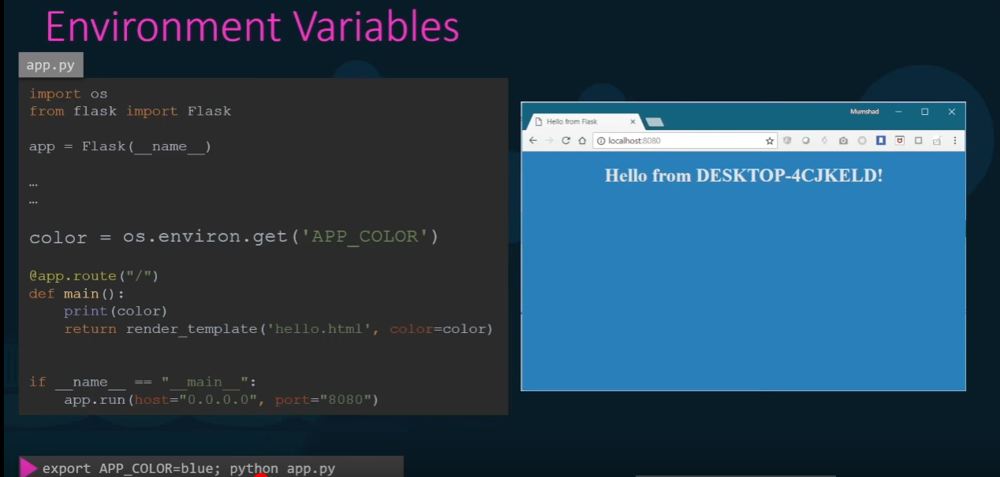 Environment Variables
app.py
import os
from flask import Flask
app = Flask(__name__)
…
…
color = os.environ.get('APP_COLOR')
@app.route("/")
def main():
    print(color)
    return render_template('hello.html', color=color)
if __name__ == "__main__":
    app.run(host="0.0.0.0", port="8080")
export APP_COLOR=blue; python app.py
Mumshad
Hello from Flask
localhost:8080
Hello from DESKTOP-4CJKELD!